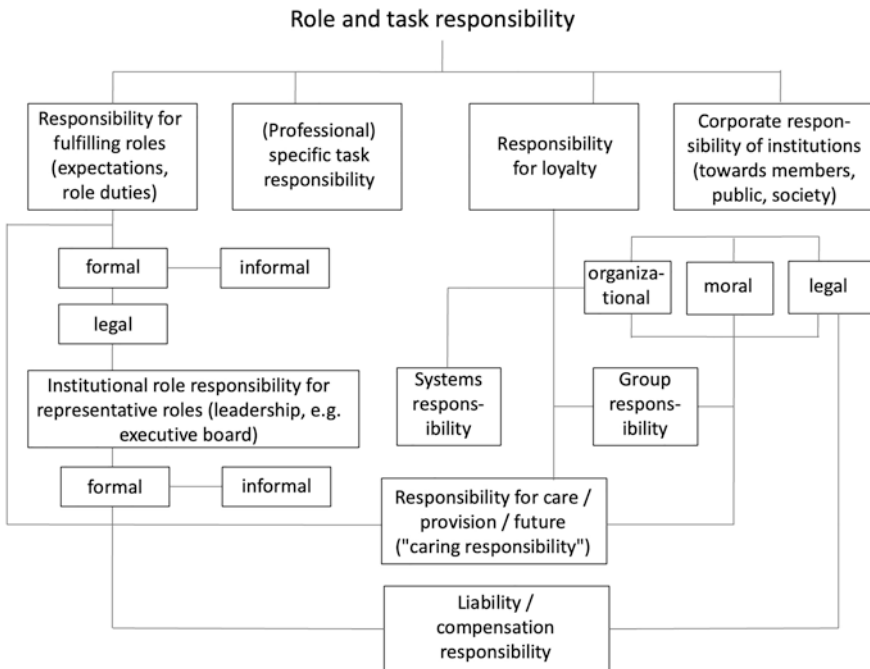 Role and task responsibility
Responsibility for
fulfilling roles
(expectations,
role duties)
(Professional)
specific task
responsibility
Responsibility
for loyalty
Corporate respon-
sibility of institutions
(towards members,
public, society)
formal
informal
organiza-
tional
moral
legal
legal
Institutional role responsibility for
representative roles (leadership, e.g.
executive board)
Systems
respons-
ibility
Group
respons-
ibility
formal
informal
Responsibility for care /
provision / future
("caring responsibility")
Liability /
compensation
responsibility